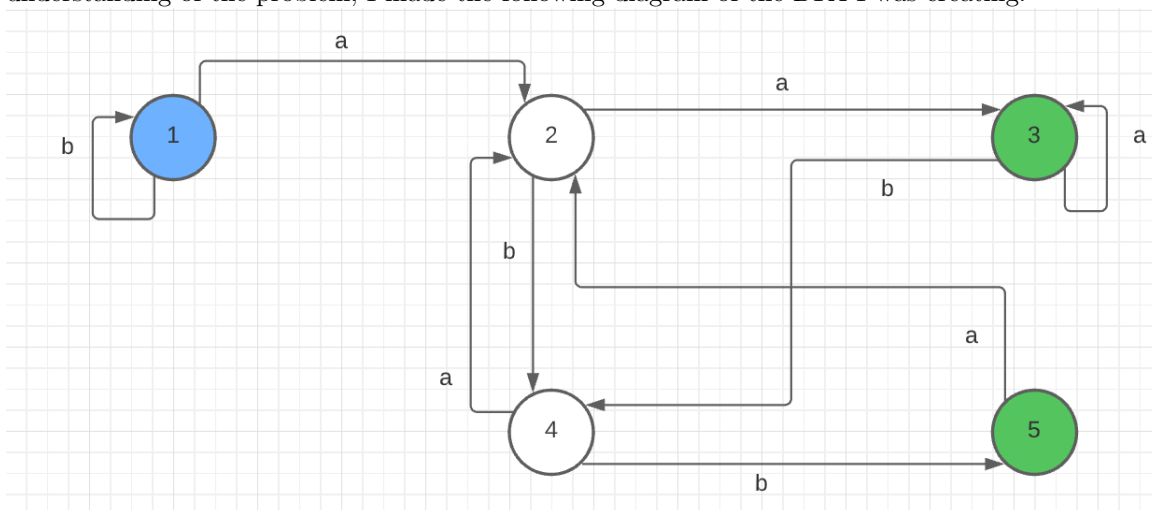 understanding of the problem, I made the following diagram of the DFA I was creating.
a
a
1
2
3
a
b
b
b
a
a
4
5
b